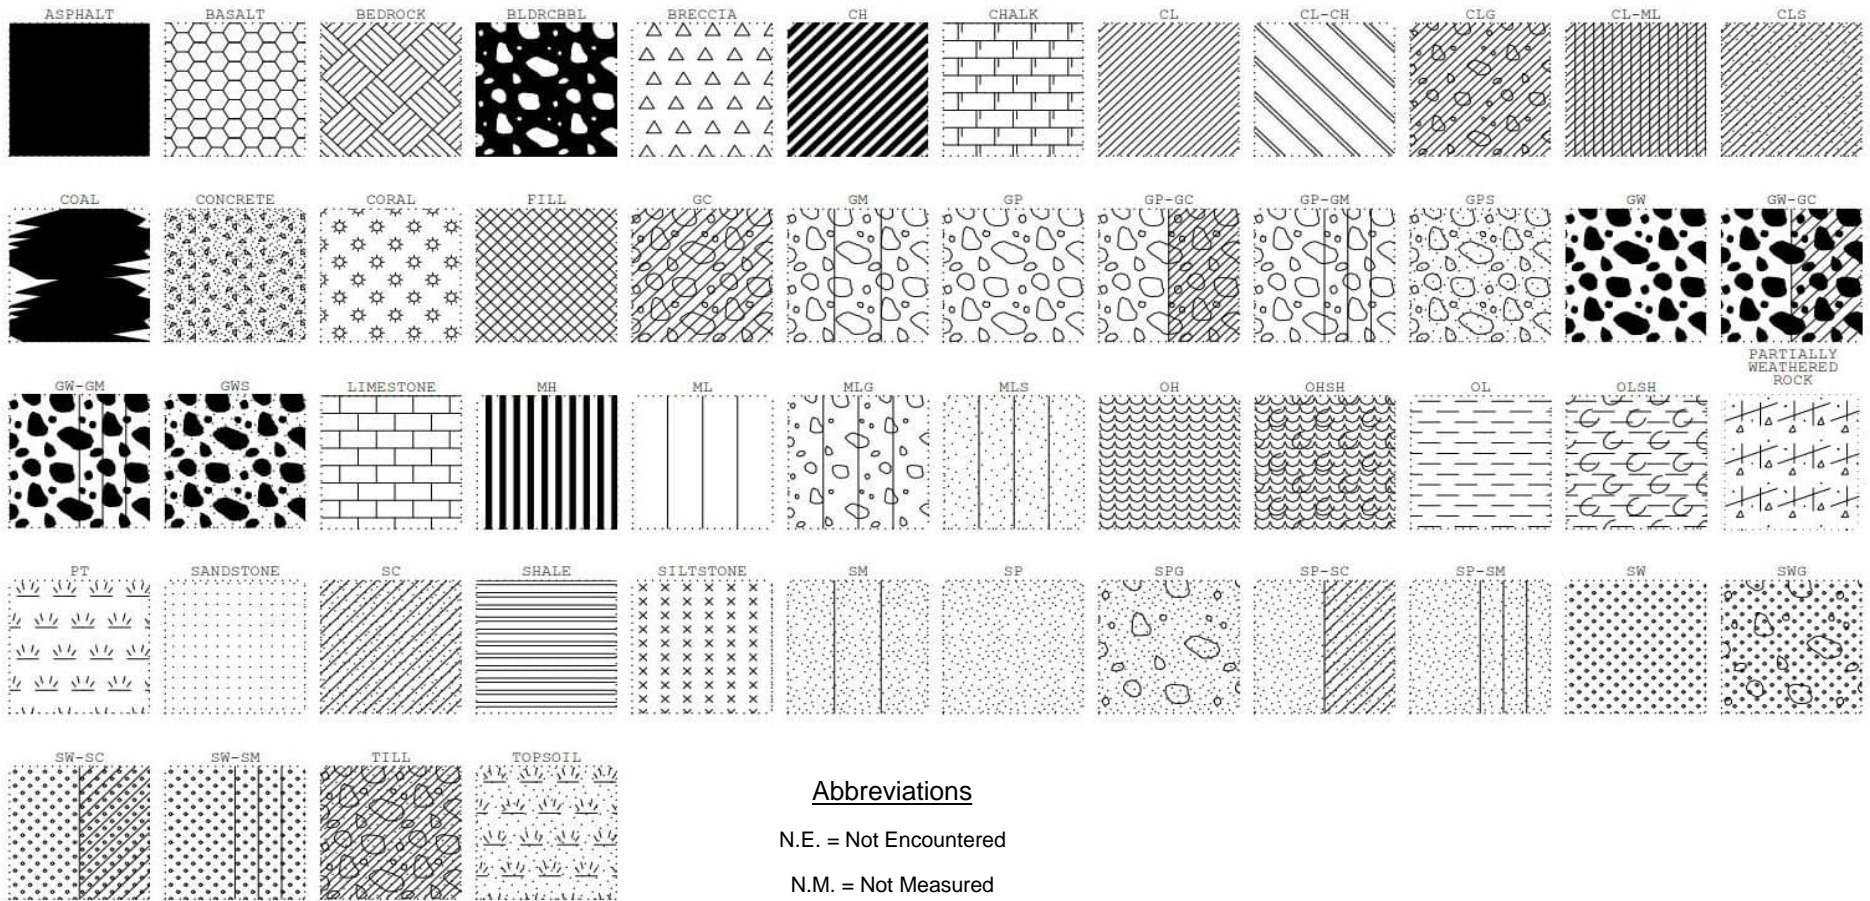 ASPHALT BASALT BEDROCK BLDRCBBL BRECCIA CH CHALK CL CL-CH CLG CL-ML CLS
COAL CONCRETE CORAL FILL GC GM GP GP-GC GP-GM GPS GW GW-GC
GW-GM GWS LIMESTONE MH ML MLG MLS OH OHSH OL OLSH PARTIALLY
WEATHERED
ROCK
PT SANDSTONE SC SHALE SILTSTONE SM SP SPG SP-SC SP-SM SW SWG
SW-SC SW-SM TILL TOPSOIL
Abbreviations
N.E. = Not Encountered
N.M. = Not Measured